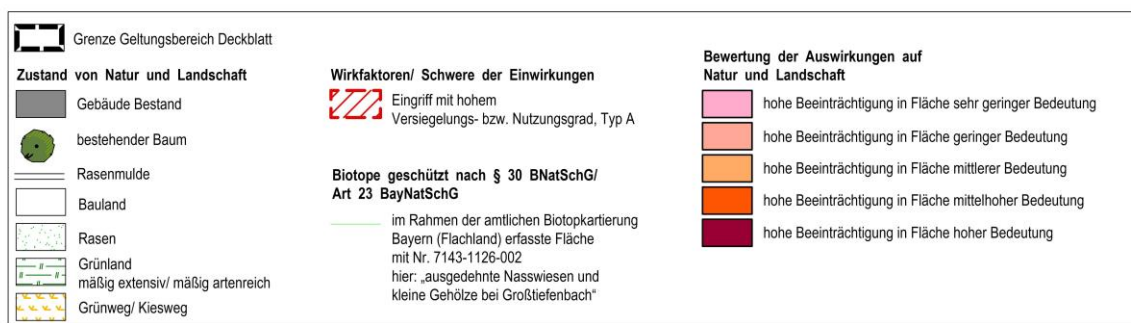 Grenze Geltungsbereich Deckblatt
Zustand von Natur und Landschaft
Gebäude Bestand
bestehender Baum
Rasenmulde
Bauland
Rasen
Grünland
mäßig extensiv/ mäßig artenreich
Grünweg/ Kiesweg
Wirkfaktoren/ Schwere der Einwirkungen
Eingriff mit hohem
Versiegelungs- bzw. Nutzungsgrad, Typ A
Biotope geschützt nach § 30 BNatSchG/
Art 23 BayNatSchG
im Rahmen der amtlichen Biotopkartierung
Bayern (Flachland) erfasste Fläche
mit Nr. 7143-1126-002
hier: „ausgedehnte Nasswiesen und
kleine Gehölze bei Großtiefenbach“
Bewertung der Auswirkungen auf
Natur und Landschaft
hohe Beeinträchtigung in Fläche sehr geringer Bedeutung
hohe Beeinträchtigung in Fläche geringer Bedeutung
hohe Beeinträchtigung in Fläche mittlerer Bedeutung
hohe Beeinträchtigung in Fläche mittelhoher Bedeutung
hohe Beeinträchtigung in Fläche hoher Bedeutung